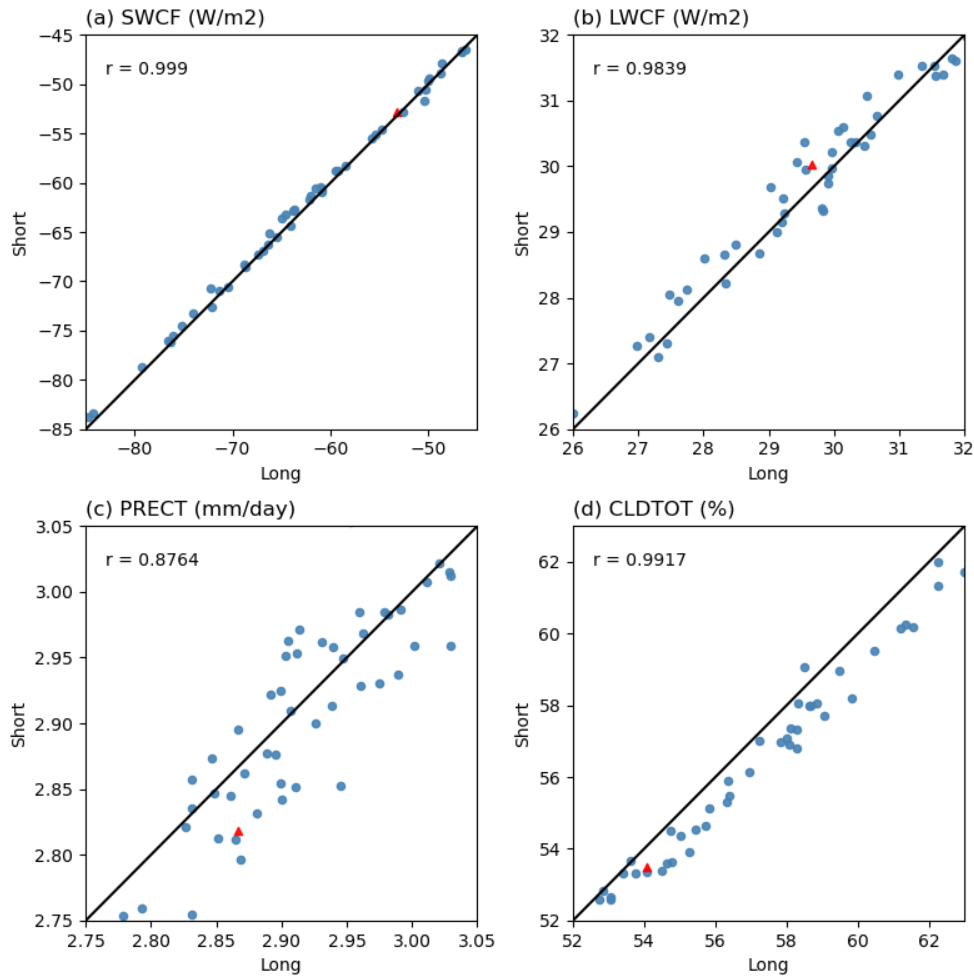 (a) SWCF (W/m2)
r = 0.999
−45
−50
−55
−60
−65
−70
−75
−80
−85
Short
−80 −70 −60 −50
Long
(b) LWCF (W/m2)
r = 0.9839
32
31
30
29
28
27
26
Short
26 27 28 29 30 31 32
Long
(c) PRECT (mm/day)
r = 0.8764
3.05
3.00
2.95
2.90
2.85
2.80
2.75
Short
2.75 2.80 2.85 2.90 2.95 3.00 3.05
Long
(d) CLDTOT (%)
r = 0.9917
62
60
58
56
54
52
Short
52 54 56 58 60 62
Long